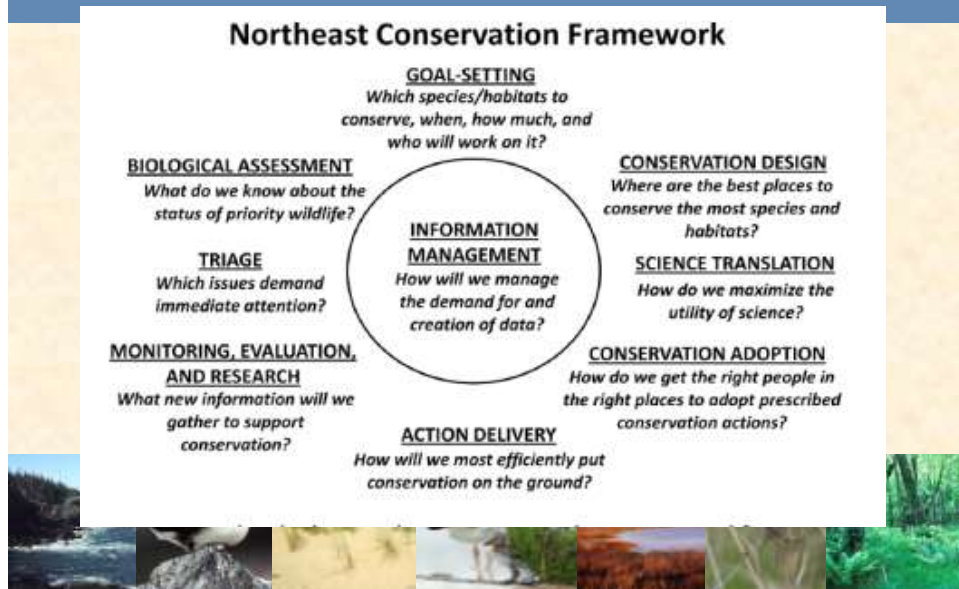 Northeast Conservation Framework
GOAL-SETTING
Which species/habitats to
conserve, when, how much, and
who will work on it?
BIOLOGICAL ASSESSMENT
What do we know about the
status of priority wildlife?
CONSERVATION DESIGN
Where are the best places to
conserve the most species and
habitats?
INFORMATION
MANAGEMENT
How will we manage
the demand for and
creation of data?
TRIAGE
Which issues demand
immediate attention?
SCIENCE TRANSLATION
How do we maximize the
utility of science?
MONITORING, EVALUATION,
AND RESEARCH
What new information will we
gather to support
conservation?
CONSERVATION ADOPTION
How do we get the right people in
the right places to adopt prescribed
conservation actions?
ACTION DELIVERY
How will we most efficiently put
conservation on the ground?